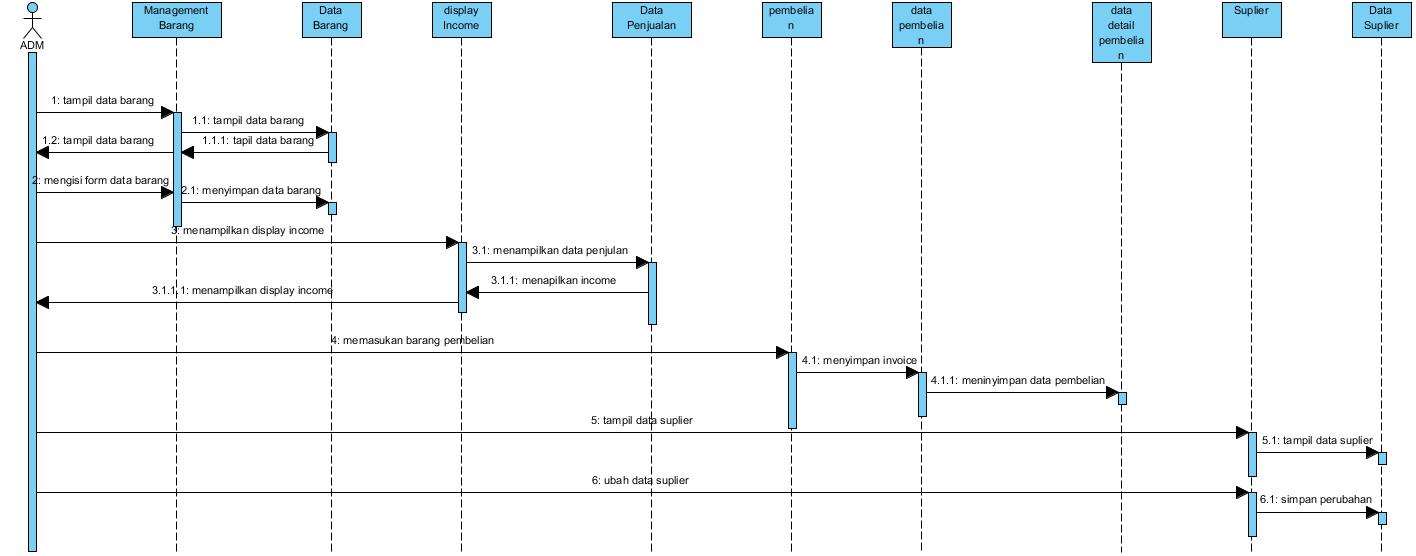 ADM
Management
Barang
Data
Barang
display
Income
Data
Penjualan
pembelia
n
data
pembelia
n
data
detail
pembelia
n
Suplier
Data
Suplier
1: tampil data barang
1.1: tampil data barang
1.2: tampil data barang
1.1.1: tapil data barang
2: mengisi form data barang
2.1: menyimpan data barang
3: menampilkan display income
3.1: menampilkan data penjulan
3.1.1: menapilkan income
3.1.1.1: menampilkan display income
4: memasukan barang pembelian
4.1: menyimpan invoice
4.1.1: meninyimpan data pembelian
5: tampil data suplier
5.1: tampil data suplier
6: ubah data suplier
6.1: simpan perubahan